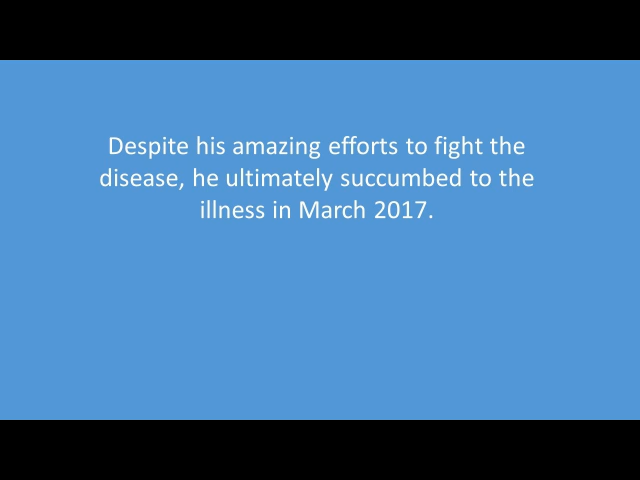 Despite his amazing efforts to fight the
disease, he ultimately succumbed to the
illness in March 2017.